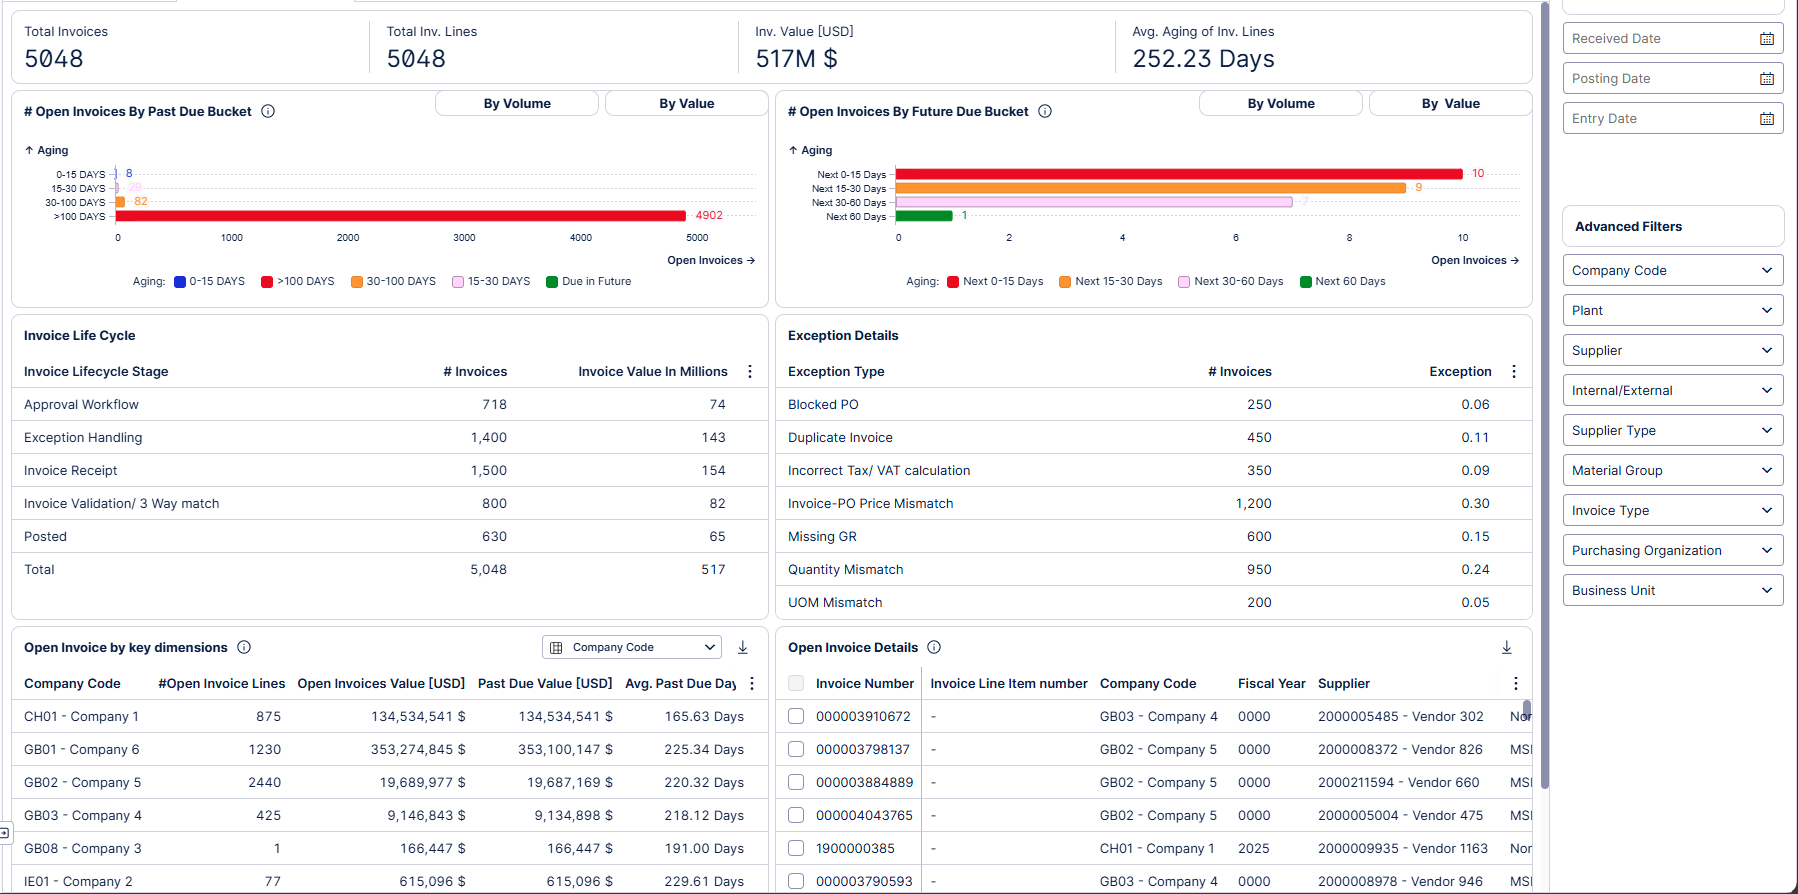 Total Invoices
5048
Total Inv. Lines
5048
Inv. Value [USD]
517M $
Avg. Aging of Inv. Lines
252.23 Days
# Open Invoices By Past Due Bucket
By Volume
By Value
↑ Aging
0-15 DAYS 8
15-30 DAYS 29
30-100 DAYS 82
>100 DAYS 4902
0 1000 2000 3000 4000 5000
Open Invoices →
Aging: 0-15 DAYS >100 DAYS 30-100 DAYS 15-30 DAYS Due in Future
# Open Invoices By Future Due Bucket
By Volume
By Value
↑ Aging
Next 0-15 Days 10
Next 15-30 Days 9
Next 30-60 Days 7
Next 60 Days 1
0 2 4 6 8 10
Open Invoices →
Aging: Next 0-15 Days Next 15-30 Days Next 30-60 Days Next 60 Days
Invoice Life Cycle
Invoice Lifecycle Stage # Invoices Invoice Value In Millions
Approval Workflow 718 74
Exception Handling 1,400 143
Invoice Receipt 1,500 154
Invoice Validation/ 3 Way match 800 82
Posted 630 65
Total 5,048 517
Exception Details
Exception Type # Invoices Exception
Blocked PO 250 0.06
Duplicate Invoice 450 0.11
Incorrect Tax/ VAT calculation 350 0.09
Invoice-PO Price Mismatch 1,200 0.30
Missing GR 600 0.15
Quantity Mismatch 950 0.24
UOM Mismatch 200 0.05
Open Invoice by key dimensions
Company Code
Company Code #Open Invoice Lines Open Invoices Value [USD] Past Due Value [USD] Avg. Past Due Day
CH01 - Company 1 875 134,534,541 $ 134,534,541 $ 165.63 Days
GB01 - Company 6 1230 353,274,845 $ 353,100,147 $ 225.34 Days
GB02 - Company 5 2440 19,689,977 $ 19,687,169 $ 220.32 Days
GB03 - Company 4 425 9,146,843 $ 9,134,898 $ 218.12 Days
GB08 - Company 3 1 166,447 $ 166,447 $ 191.00 Days
IE01 - Company 2 77 615,096 $ 615,096 $ 229.61 Days
Open Invoice Details
Invoice Number Invoice Line Item number Company Code Fiscal Year Supplier
000003910672 - GB03 - Company 4 0000 2000005485 - Vendor 302
000003798137 - GB02 - Company 5 0000 2000008372 - Vendor 826
000003884889 - GB02 - Company 5 0000 2000211594 - Vendor 660
000004043765 - GB02 - Company 5 0000 2000005004 - Vendor 475
1900000385 - CH01 - Company 1 2025 2000009935 - Vendor 1163
000003790593 - GB03 - Company 4 0000 2000008978 - Vendor 946
Received Date
Posting Date
Entry Date
Advanced Filters
Company Code
Plant
Supplier
Internal/External
Supplier Type
Material Group
Invoice Type
Purchasing Organization
Business Unit